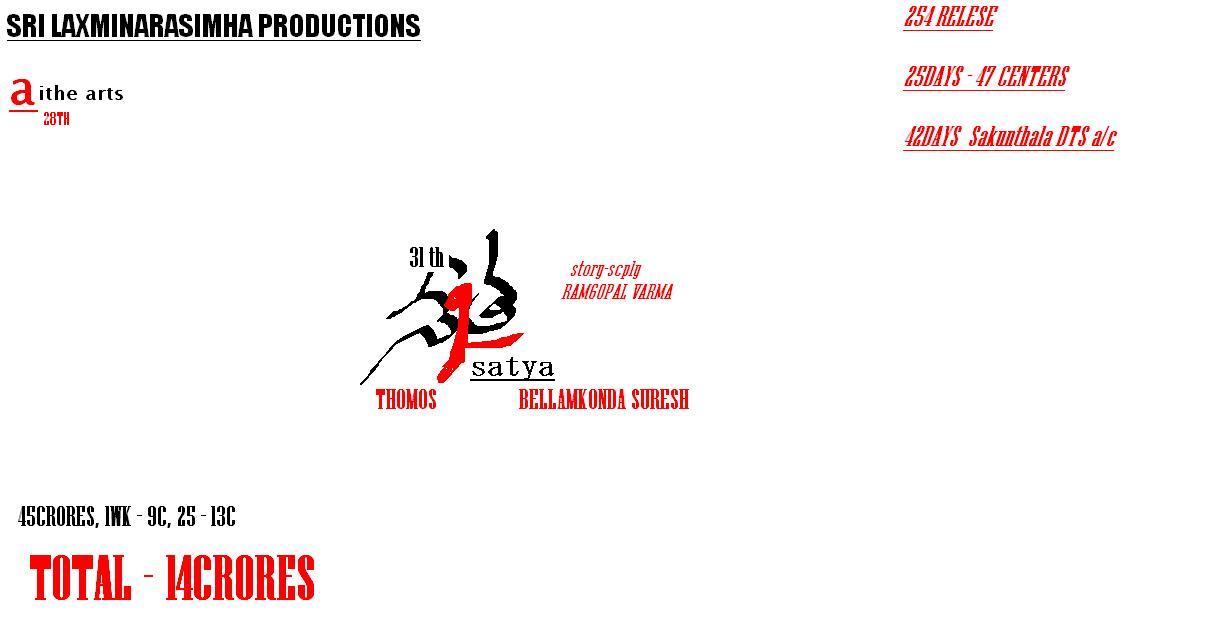 SRI LAXMINARASIMHA PRODUCTIONS
aithe arts
28TH
254 RELESE
25DAYS - 47 CENTERS
42DAYS Sakunthala DTS a/c
31 th
story-scply
RAMGOPAL VARMA
satya
THOMOS BELLAMKONDA SURESH
45CRORES, 1WK - 9C, 25 - 13C
TOTAL - 14CRORES